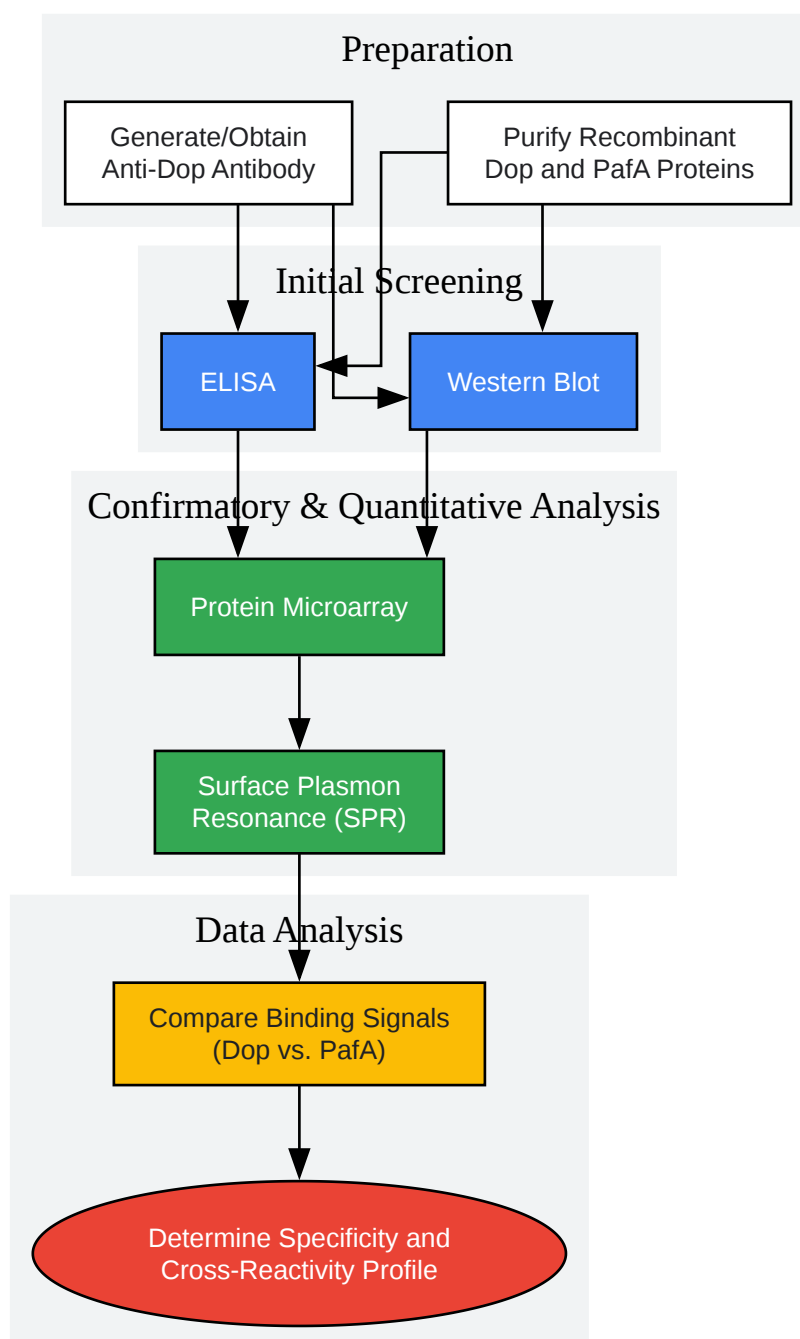 Preparation
Generate/Obtain
Anti-Dop Antibody
Purify Recombinant
Dop and PafA Proteins
Initial Screening
ELISA
Western Blot
Confirmatory & Quantitative Analysis
Protein Microarray
Surface Plasmon
Resonance (SPR)
Data Analysis
Compare Binding Signals
(Dop vs. PafA)
Determine Specificity and
Cross-Reactivity Profile